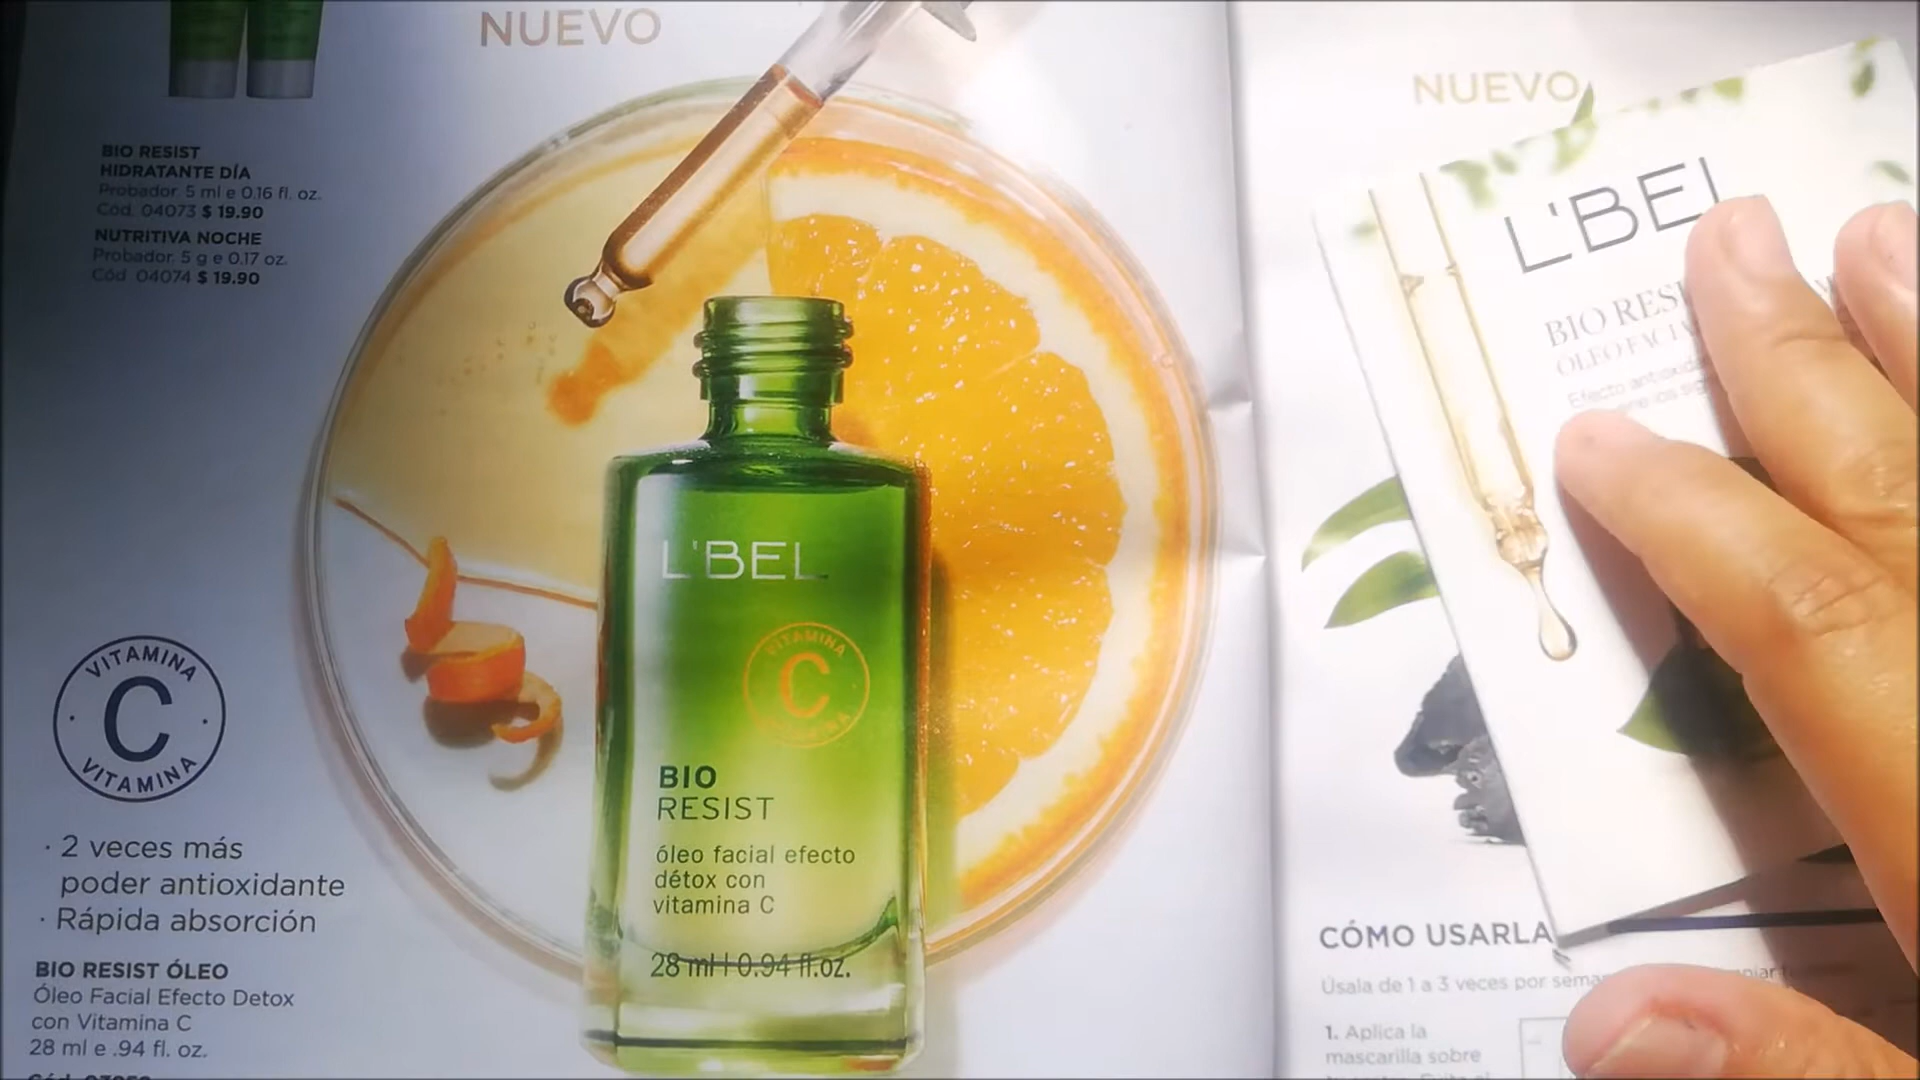 NUEVO
BIO RESIST
HIDRATANTE DÍA
Probador. 5 ml e 0.16 fl. oz.
Cód. 04073 $ 19.90
NUTRITIVA NOCHE
Probador. 5 g e 0.17 oz.
Cód. 04074 $ 19.90
VITAMINA
C
VITAMINA
· 2 veces más
poder antioxidante
· Rápida absorción
BIO RESIST ÓLEO
Óleo Facial Efecto Detox
con Vitamina C
28 ml e .94 fl. oz.
L'BEL
VITAMINA
C
VITAMINA
BIO
RESIST
óleo facial efecto
détox con
vitamina C
28 ml | 0.94 fl.oz.
NUEVO
L'BEL
BIO
ÓLEO
Efecto
CÓMO USARLA
Úsala de 1 a 3 veces por
1. Aplica la
mascarilla sobre